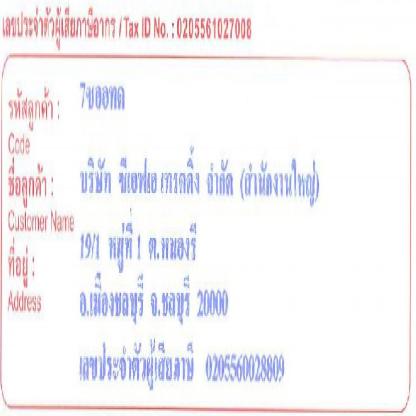 เลขประจำตัวผู้เสียภาษีอากร / Tax ID No. : 0205561027008
รหัสลูกค้า : 7ซออทด
Code
ชื่อลูกค้า : บริษัท ซีเอฟเอ เทรดดิ้ง จำกัด (สำนักงานใหญ่)
Customer Name
ที่อยู่ : 19/1 หมู่ที่ 1 ต.หนองรี
Address อ.เมืองชลบุรี จ.ชลบุรี 20000
เลขประจำตัวผู้เสียภาษี 0205560028809